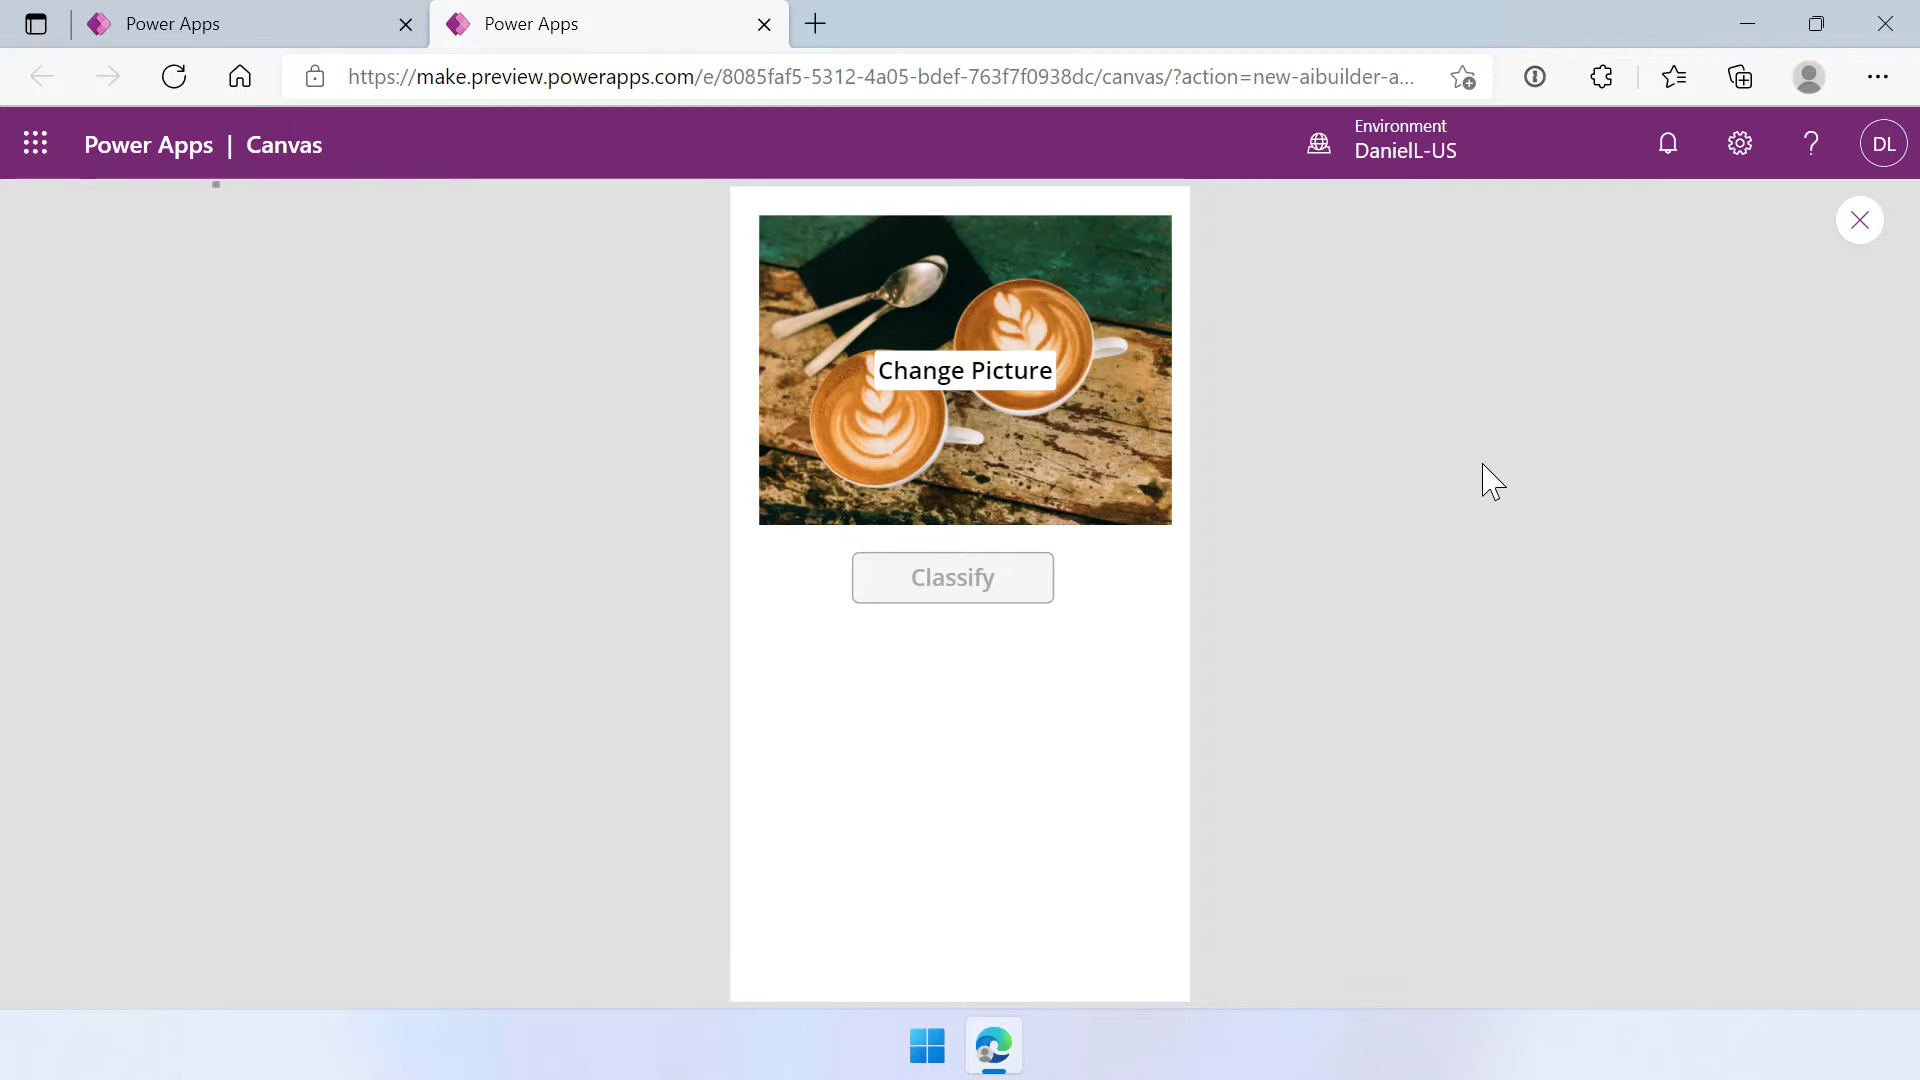 Power Apps
Power Apps
https://make.preview.powerapps.com/e/8085faf5-5312-4a05-bdef-763f7f0938dc/canvas/?action=new-aibuilder-a...
Power Apps | Canvas
Environment
DanielL-US
DL
Change Picture
Classify